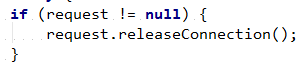 if (request != null) {
    request.releaseConnection();
}